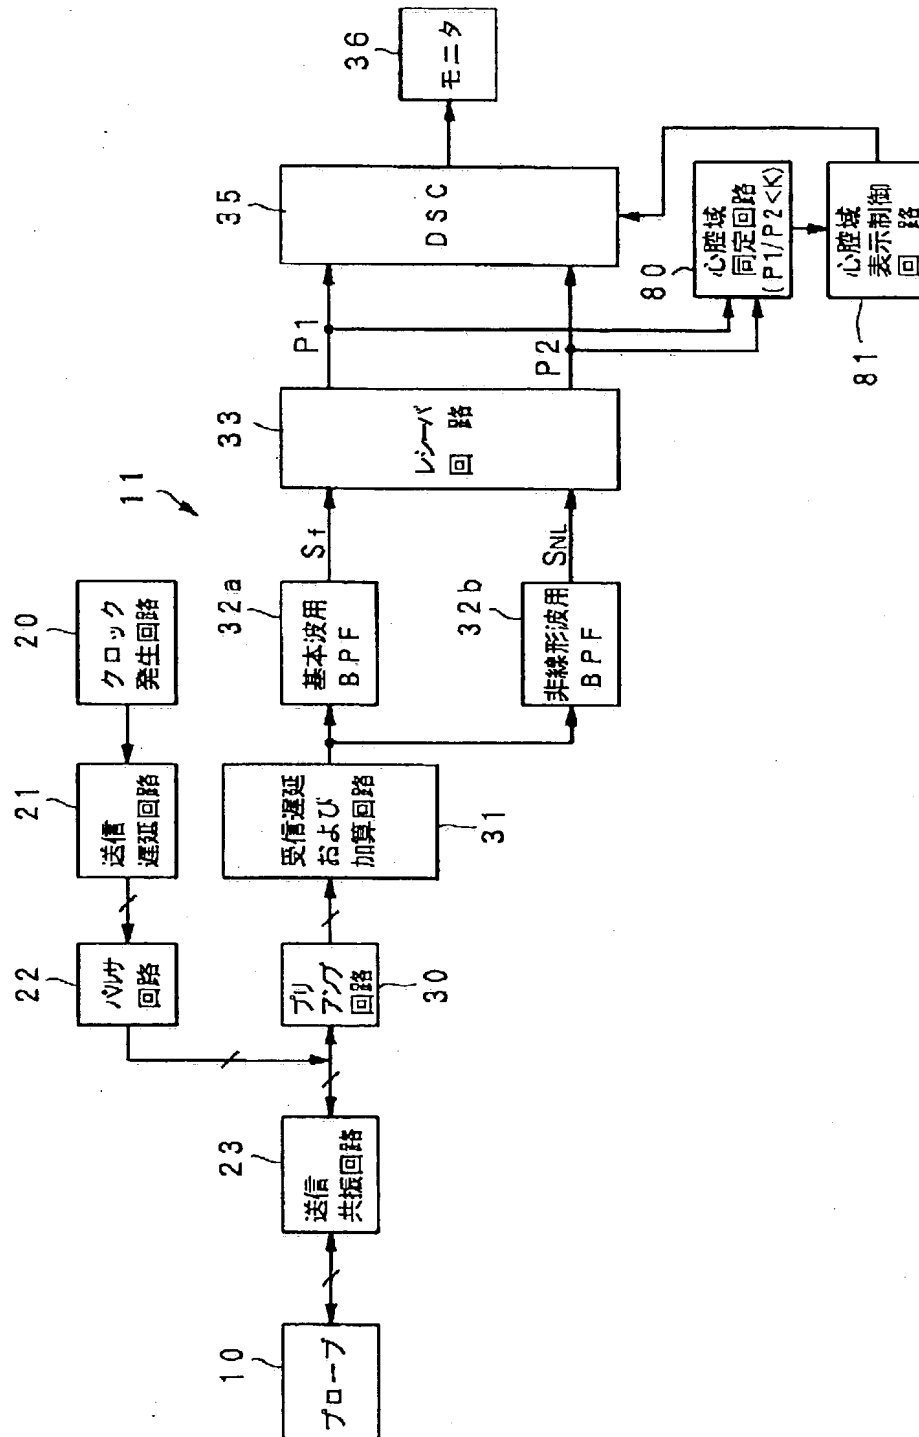 20
クロック
発生回路
21
送信
遅延回路
22
パルサ
回路
11
10
プローブ
23
送信
共振回路
30
プリ
アンプ
回路
31
受信遅延
および
加算回路
32a
基本波用
BPF
Sf
32b
非線形波用
BPF
SNL
33
レシーバ
回路
P1
P2
35
DSC
36
モニタ
80
心腔域
同定回路
(P1/P2<K)
81
心腔域
表示制御
回路